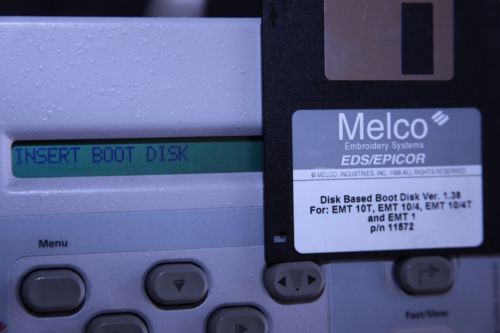 INSERT BOOT DISK
Melco
Embroidery Systems
EDS/EPICOR
© MELCO, INDUSTRIES, INC. 1988 ALL RIGHTS RESERVED
Disk Based Boot Disk Ver. 1.38
For: EMT 10T, EMT 10/4, EMT 10/4T
and EMT 1
p/n 11572
Menu
Fast/Slow